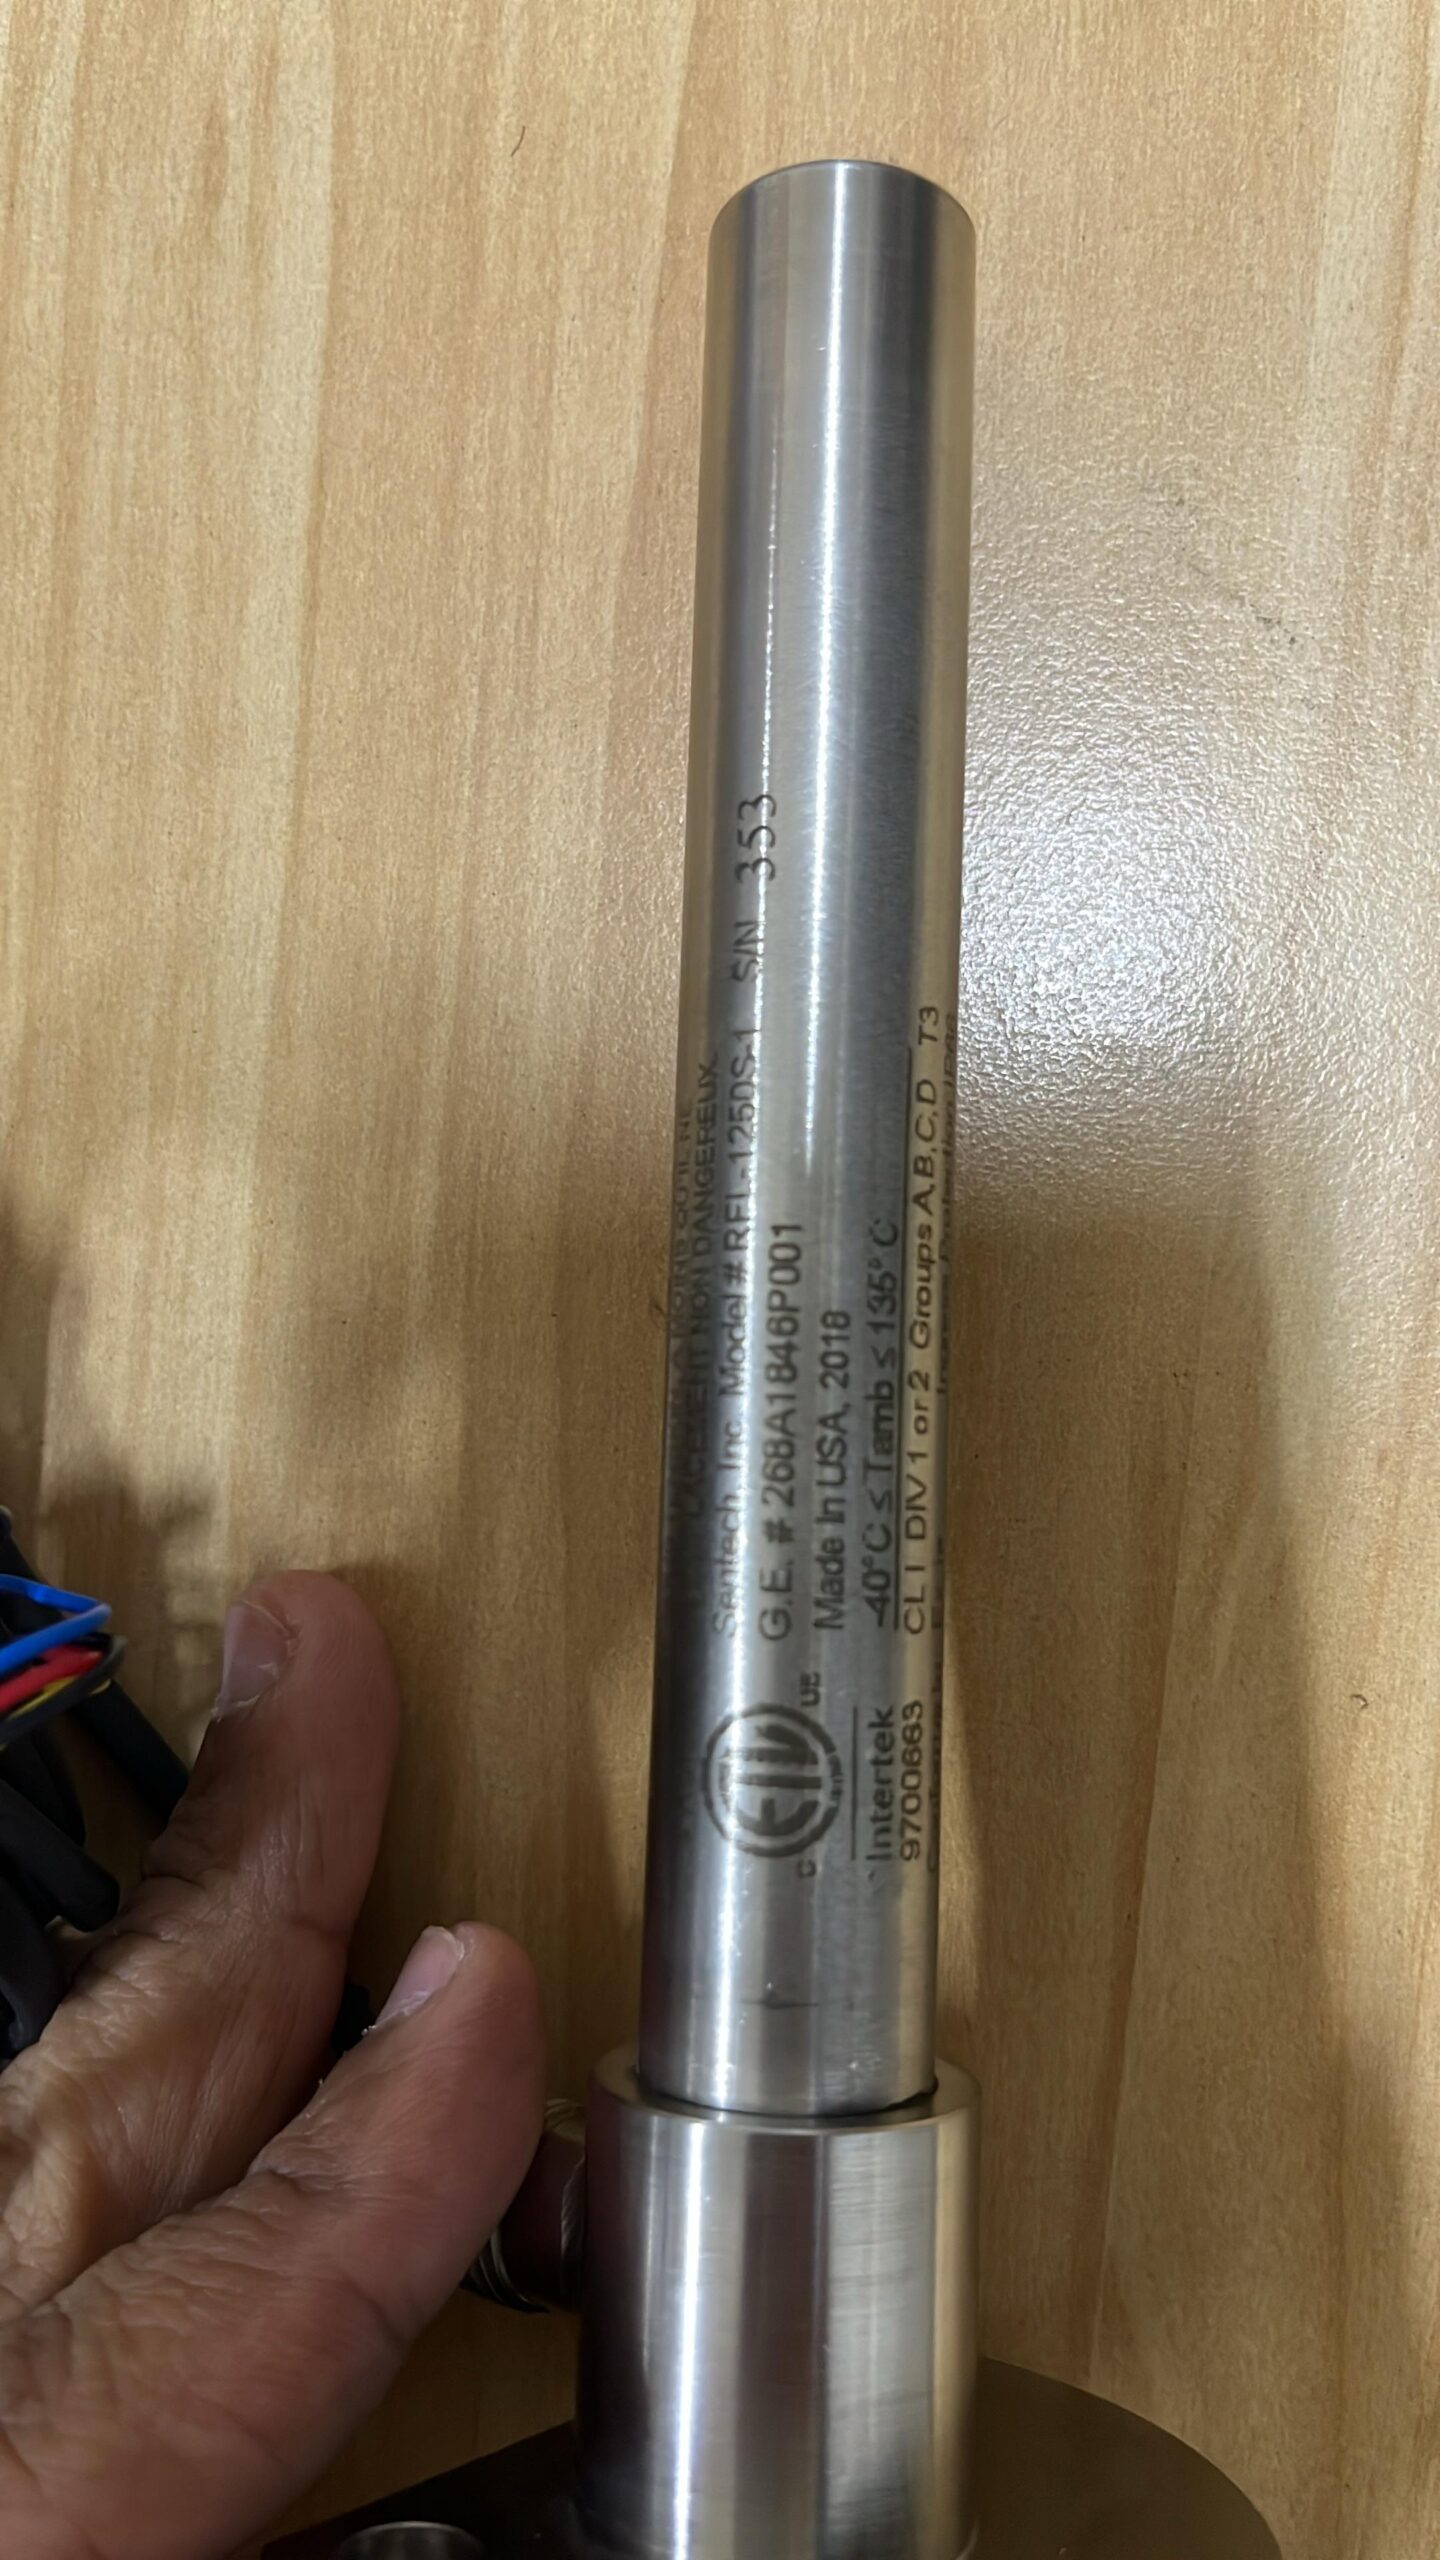 EMPLACEMENT NON DANGEREUX.
Sentech, Inc. Model # RFL-125DS-1 S/N 353
G.E. # 268A1846P001
Made In USA, 2018
-40°C ≤ Tamb ≤ 135° C
CL I DIV 1 or 2 Groups A,B,C,D T3
C US
Intertek
9700663